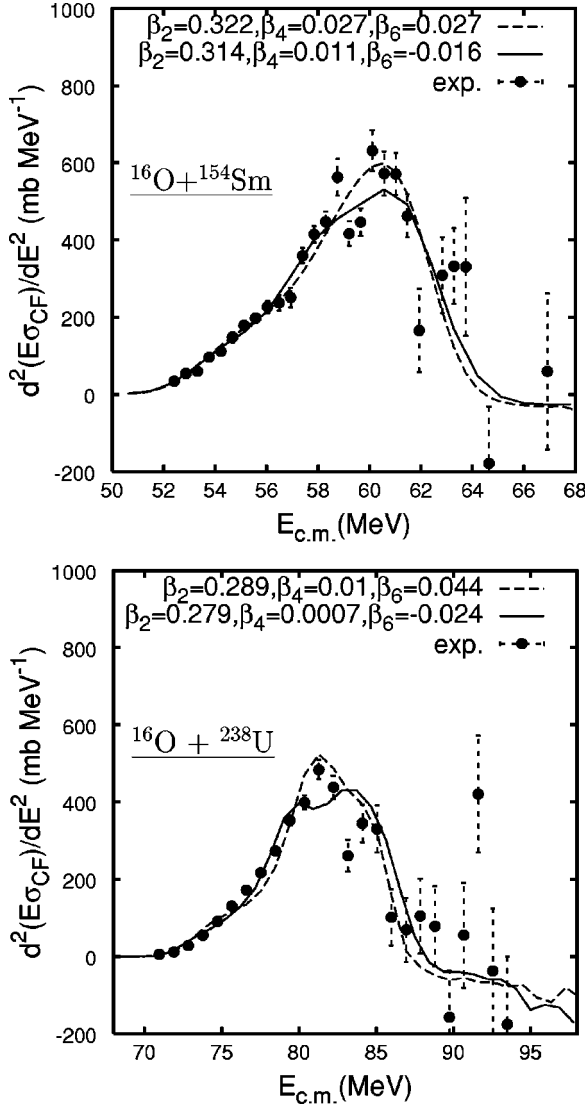 1000
800
600
400
200
0
-200
d²(Eσ_CF)/dE² (mb MeV⁻¹)
β₂=0.322,β₄=0.027,β₆=0.027
β₂=0.314,β₄=0.011,β₆=-0.016
exp.
¹⁶O+¹⁵⁴Sm
50 52 54 56 58 60 62 64 66 68
E_c.m.(MeV)
1000
800
600
400
200
0
-200
d²(Eσ_CF)/dE² (mb MeV⁻¹)
β₂=0.289,β₄=0.01,β₆=0.044
β₂=0.279,β₄=0.0007,β₆=-0.024
exp.
¹⁶O + ²³⁸U
70 75 80 85 90 95
E_c.m.(MeV)